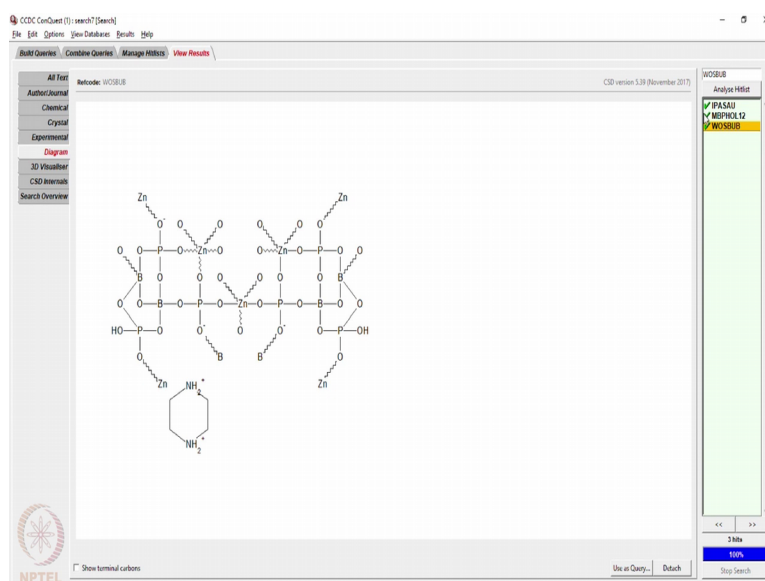 CCDC ConQuest (1) : search7 [Search]
File Edit Options View Databases Results Help
Build Queries Combine Queries Manage Hitlists View Results
All Text
Author/Journal
Chemical
Crystal
Experimental
Diagram
3D Visualiser
CSD Internals
Search Overview
Refcode: WOSBUB
CSD version 5.39 (November 2017)
WOSBUB
Analyse Hitlist
IPASAU
MBPHOL12
WOSBUB
Zn Zn
O- O O O O O
O O P O Zn O O Zn O P O O
B O O O O O O B
O O B O P O Zn O P O B O O
HO P O O- O O- O P OH
O B B O
Zn Zn
NH2+
NH2+
Show terminal carbons
Use as Query... Detach
<< >>
3 hits
100%
Stop Search
NPTEL